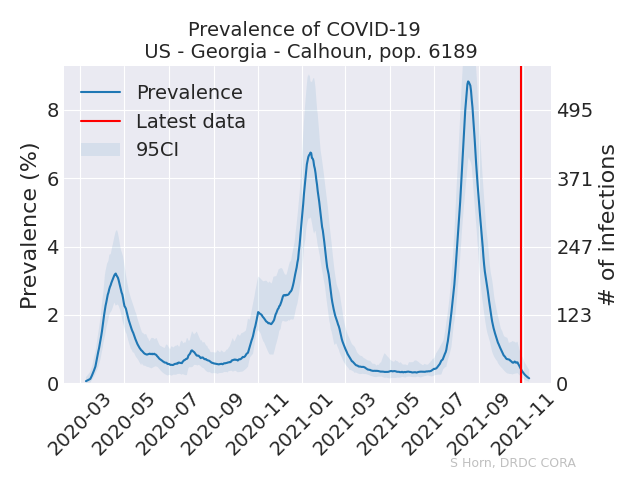 Prevalence of COVID-19
US - Georgia - Calhoun, pop. 6189
Prevalence
Latest data
95CI
Prevalence (%)
8
6
4
2
0
# of infections
495
371
247
123
0
2020-03
2020-05
2020-07
2020-09
2020-11
2021-01
2021-03
2021-05
2021-07
2021-09
2021-11
S Horn, DRDC CORA